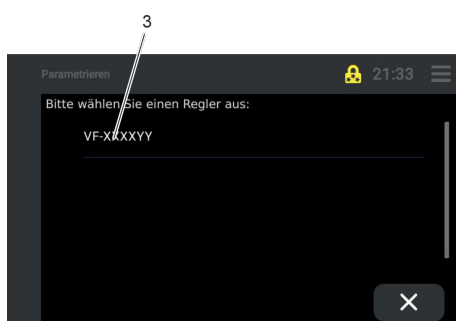 3
Parametrieren 21:33
Bitte wählen Sie einen Regler aus:
VF-XXXXYY